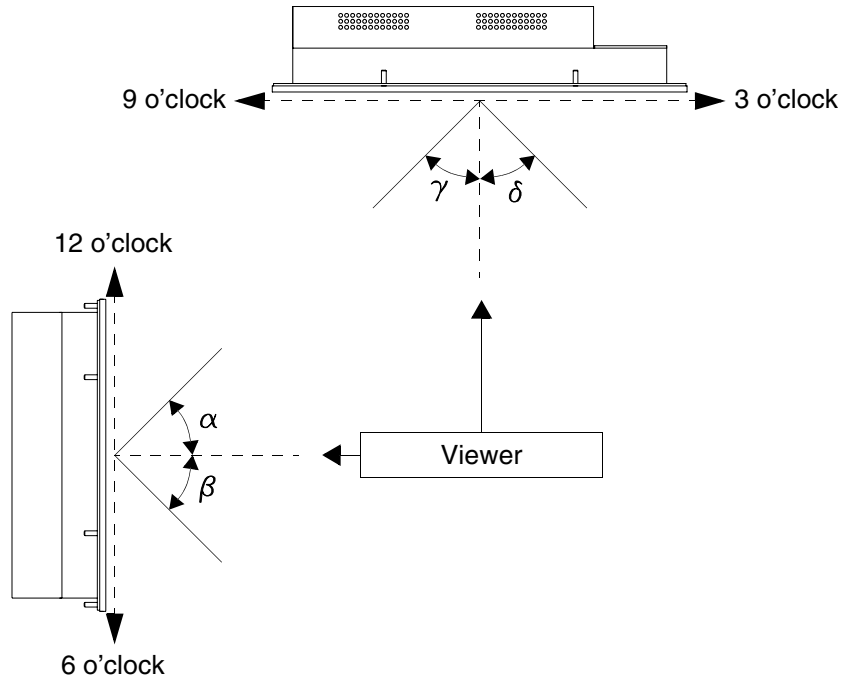 9 o'clock
3 o'clock
γ
δ
12 o'clock
α
Viewer
β
6 o'clock